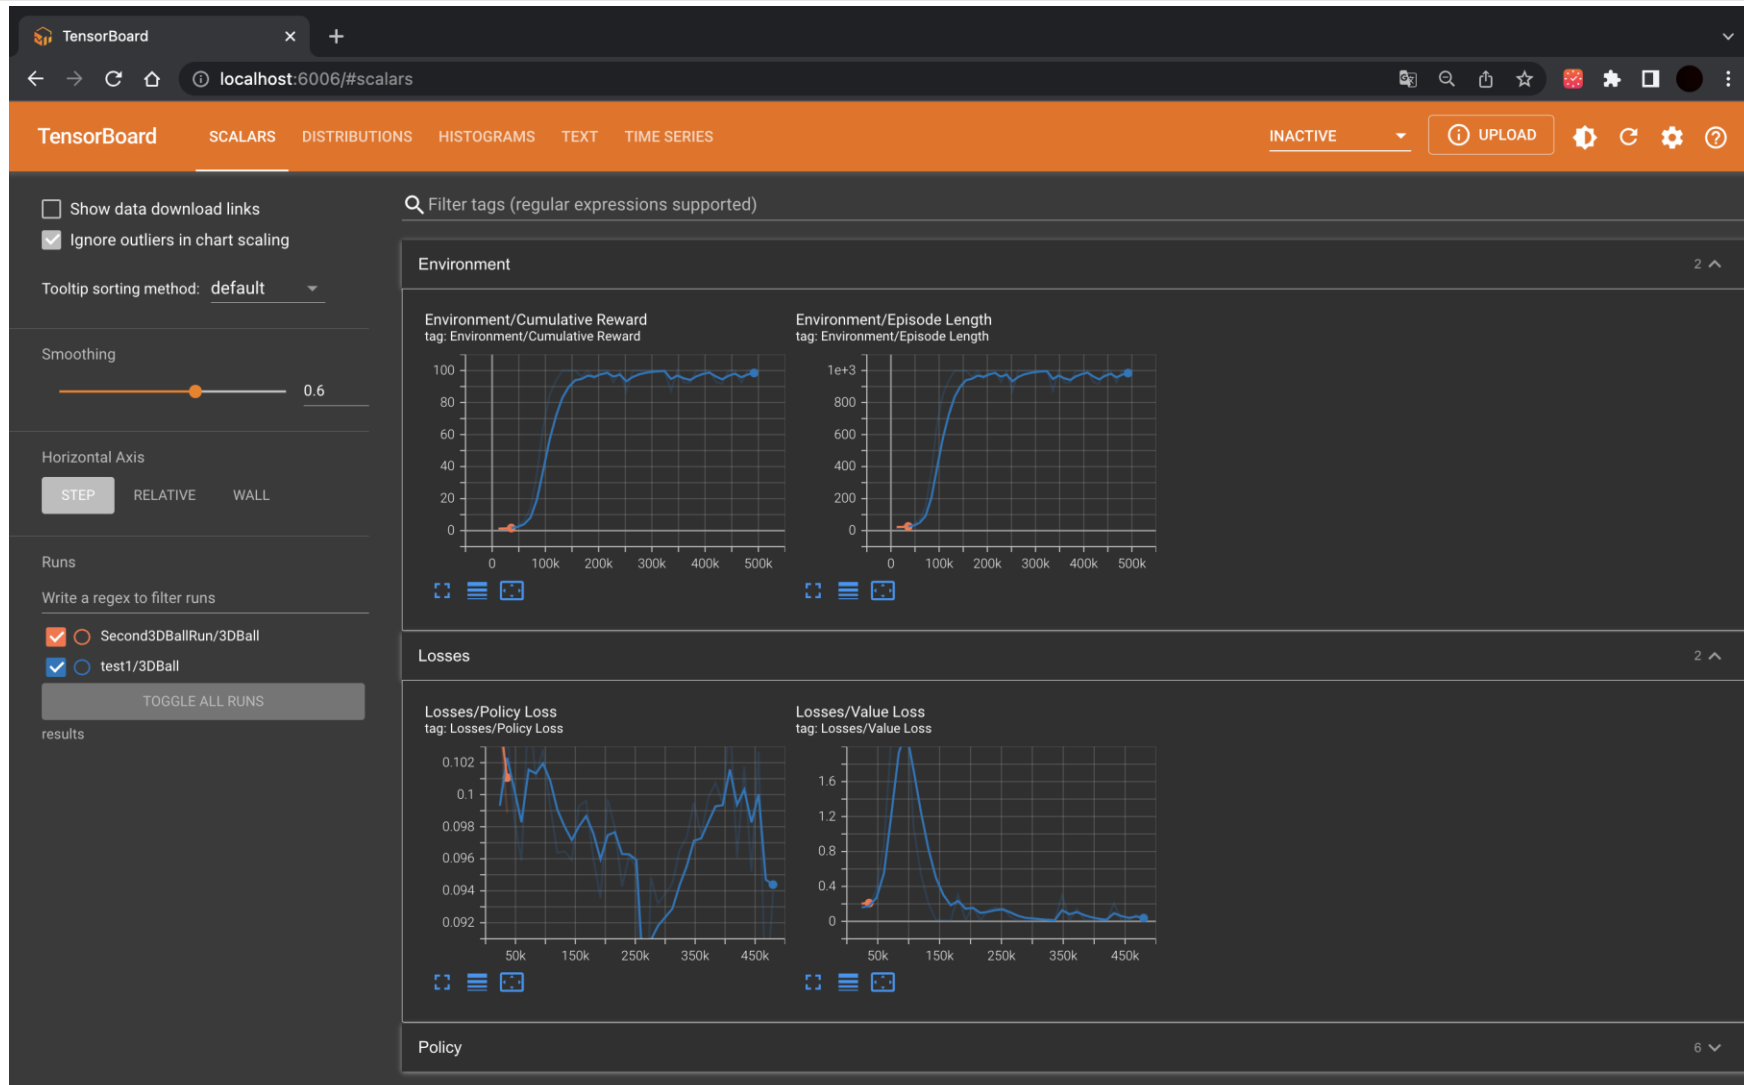 TensorBoard
localhost:6006/#scalars
TensorBoard SCALARS DISTRIBUTIONS HISTOGRAMS TEXT TIME SERIES INACTIVE UPLOAD
Show data download links
Ignore outliers in chart scaling
Tooltip sorting method: default
Smoothing
0.6
Horizontal Axis
STEP RELATIVE WALL
Runs
Write a regex to filter runs
Second3DBallRun/3DBall
test1/3DBall
TOGGLE ALL RUNS
results
Filter tags (regular expressions supported)
Environment 2
Environment/Cumulative Reward
tag: Environment/Cumulative Reward
100
80
60
40
20
0
0 100k 200k 300k 400k 500k
Environment/Episode Length
tag: Environment/Episode Length
1e+3
800
600
400
200
0
0 100k 200k 300k 400k 500k
Losses 2
Losses/Policy Loss
tag: Losses/Policy Loss
0.102
0.1
0.098
0.096
0.094
0.092
50k 150k 250k 350k 450k
Losses/Value Loss
tag: Losses/Value Loss
1.6
1.2
0.8
0.4
0
50k 150k 250k 350k 450k
Policy 6